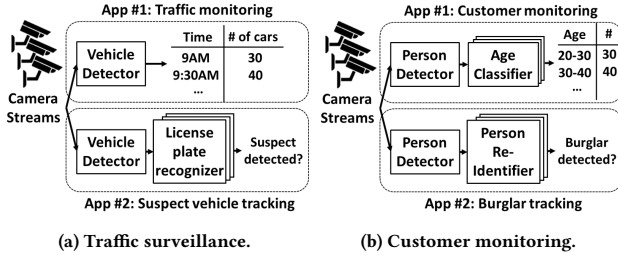 App #1: Traffic monitoring
Camera
Streams
Vehicle
Detector
Time # of cars
9AM 30
9:30AM 40
...
Vehicle
Detector
License
plate
recognizer
Suspect
detected?
App #2: Suspect vehicle tracking
(a) Traffic surveillance.
App #1: Customer monitoring
Camera
Streams
Person
Detector
Age
Classifier
Age #
20-30 30
30-40 40
...
Person
Detector
Person
Re-
Identifier
Burglar
detected?
App #2: Burglar tracking
(b) Customer monitoring.